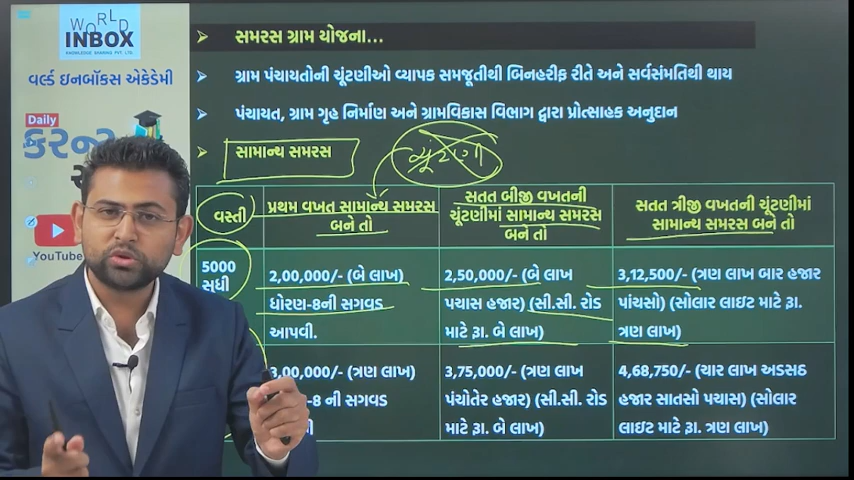 WORLD
INBOX
KNOWLEDGE SHARING PVT. LTD.
વર્લ્ડ ઇનબૉક્સ એકેડેમી
Daily
કરન્ટ
YouTube
સમરસ ગ્રામ યોજના...
ગ્રામ પંચાયતોની ચૂંટણીઓ વ્યાપક સમજૂતીથી બિનહરીફ રીતે અને સર્વસંમતિથી થાય
પંચાયત, ગ્રામ ગૃહ નિર્માણ અને ગ્રામવિકાસ વિભાગ દ્વારા પ્રોત્સાહક અનુદાન
સામાન્ય સમરસ
ચૂંટણી
વસ્તી
પ્રથમ વખત સામાન્ય સમરસ
બને તો
સતત બીજી વખતની
ચૂંટણીમાં સામાન્ય સમરસ
બને તો
સતત ત્રીજી વખતની ચૂંટણીમાં
સામાન્ય સમરસ બને તો
5000
સુધી
2,00,000/- (બે લાખ)
ધોરણ-8ની સગવડ
આપવી.
2,50,000/- (બે લાખ
પચાસ હજાર) (સી.સી. રોડ
માટે રૂા. બે લાખ)
3,12,500/- (ત્રણ લાખ બાર હજાર
પાંચસો) (સોલાર લાઇટ માટે રૂા.
ત્રણ લાખ)
3,00,000/- (ત્રણ લાખ)
-8 ની સગવડ
3,75,000/- (ત્રણ લાખ
પંચોતેર હજાર) (સી.સી. રોડ
માટે રૂા. બે લાખ)
4,68,750/- (ચાર લાખ અડસઠ
હજાર સાતસો પચાસ) (સોલાર
લાઇટ માટે રૂા. ત્રણ લાખ)